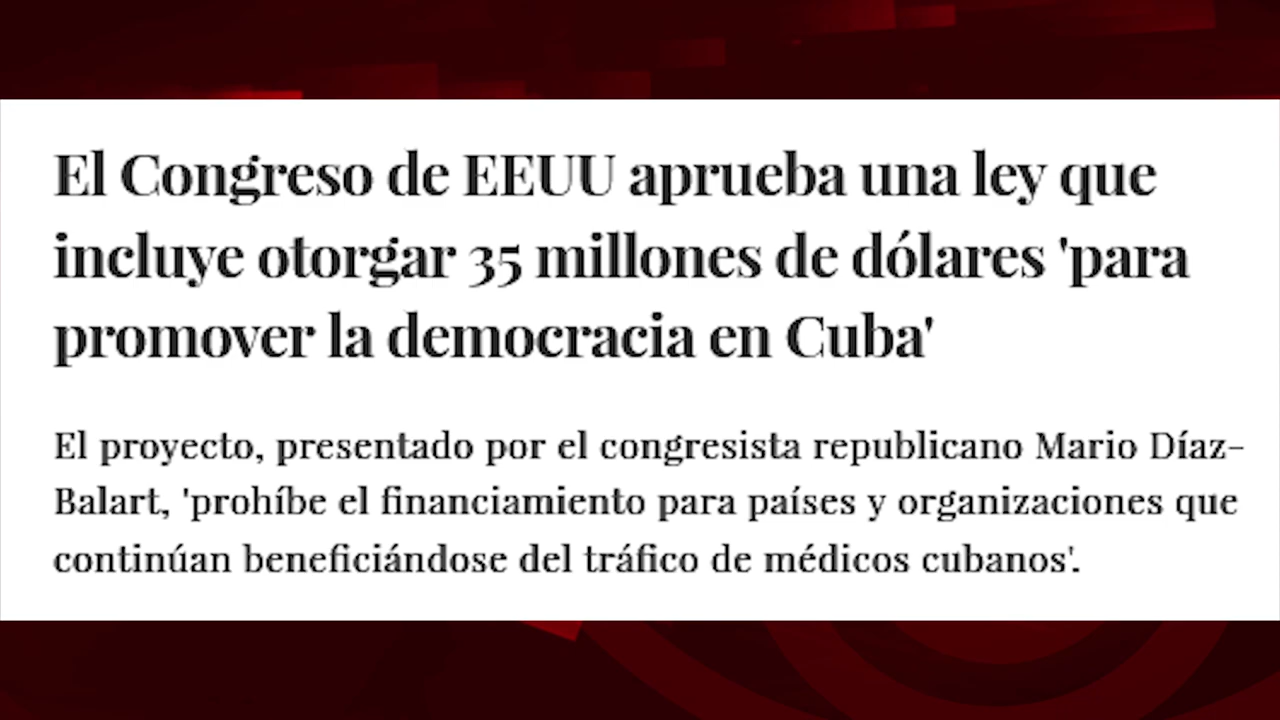 El Congreso de EEUU aprueba una ley que
incluye otorgar 35 millones de dólares 'para
promover la democracia en Cuba'
El proyecto, presentado por el congresista republicano Mario Díaz-
Balart, 'prohíbe el financiamiento para países y organizaciones que
continúan beneficiándose del tráfico de médicos cubanos'.